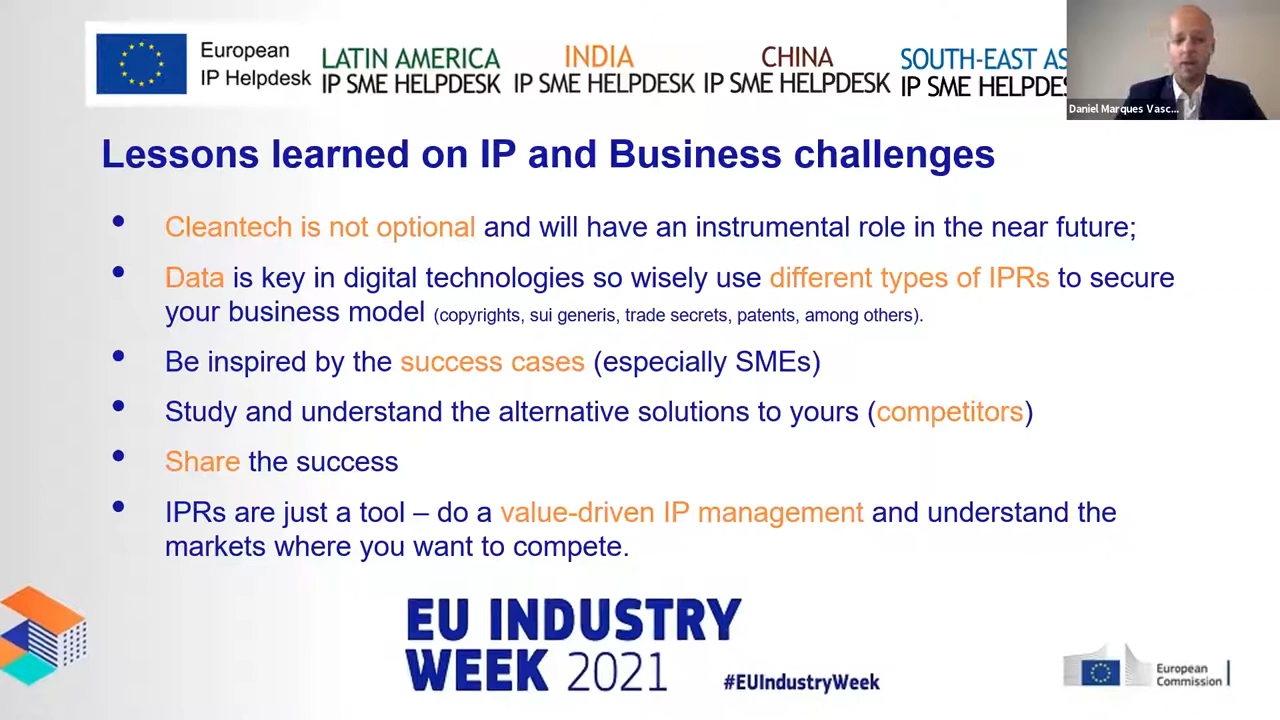 European
IP Helpdesk
LATIN AMERICA
IP SME HELPDESK
INDIA
IP SME HELPDESK
CHINA
IP SME HELPDESK
SOUTH-EAST AS
IP SME HELPDES
Daniel Marques Vasc...
Lessons learned on IP and Business challenges
• Cleantech is not optional and will have an instrumental role in the near future;
• Data is key in digital technologies so wisely use different types of IPRs to secure
your business model (copyrights, sui generis, trade secrets, patents, among others).
• Be inspired by the success cases (especially SMEs)
• Study and understand the alternative solutions to yours (competitors)
• Share the success
• IPRs are just a tool – do a value-driven IP management and understand the
markets where you want to compete.
EU INDUSTRY
WEEK 2021
#EUIndustryWeek
European
Commission